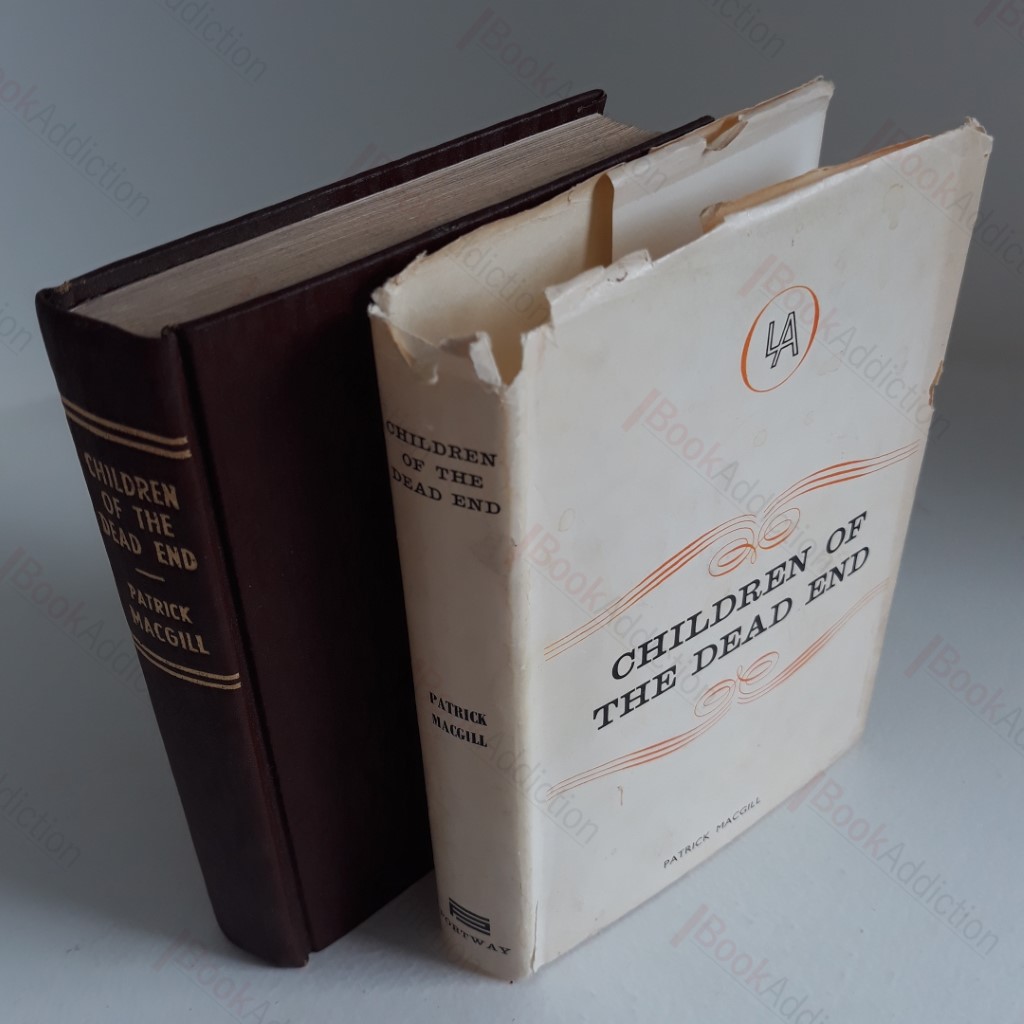 CHILDREN
OF THE
DEAD END
PATRICK
MACGILL
CHILDREN
OF THE
DEAD END
PATRICK
MACGILL
PORTWAY
LA
CHILDREN OF
THE DEAD END
PATRICK MACGILL
BookAddiction